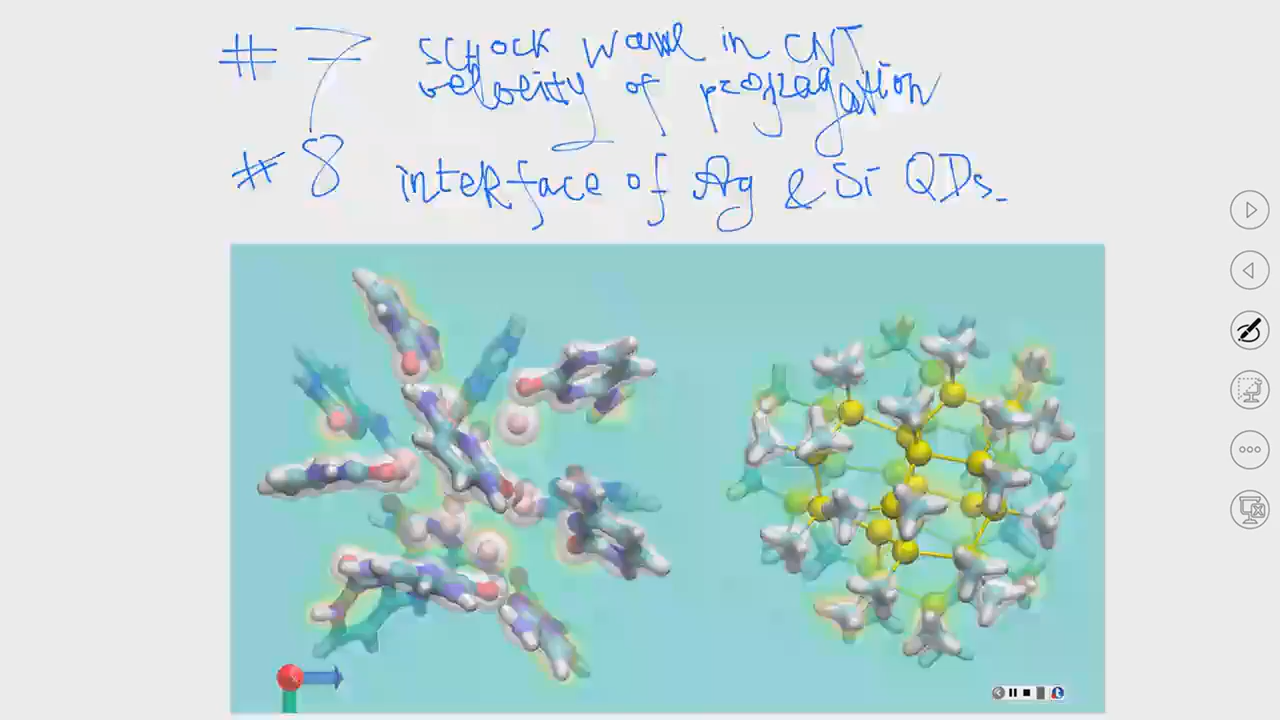 # 7 SCHOCK wave in CNT
velocity of propagation
# 8 interface of Ag & Si QDs.